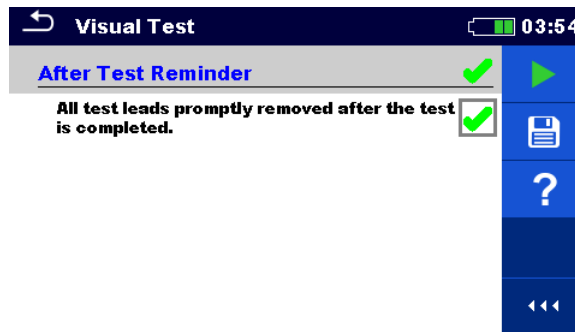 Visual Test
03:54
After Test Reminder
All test leads promptly removed after the test
is completed.
?